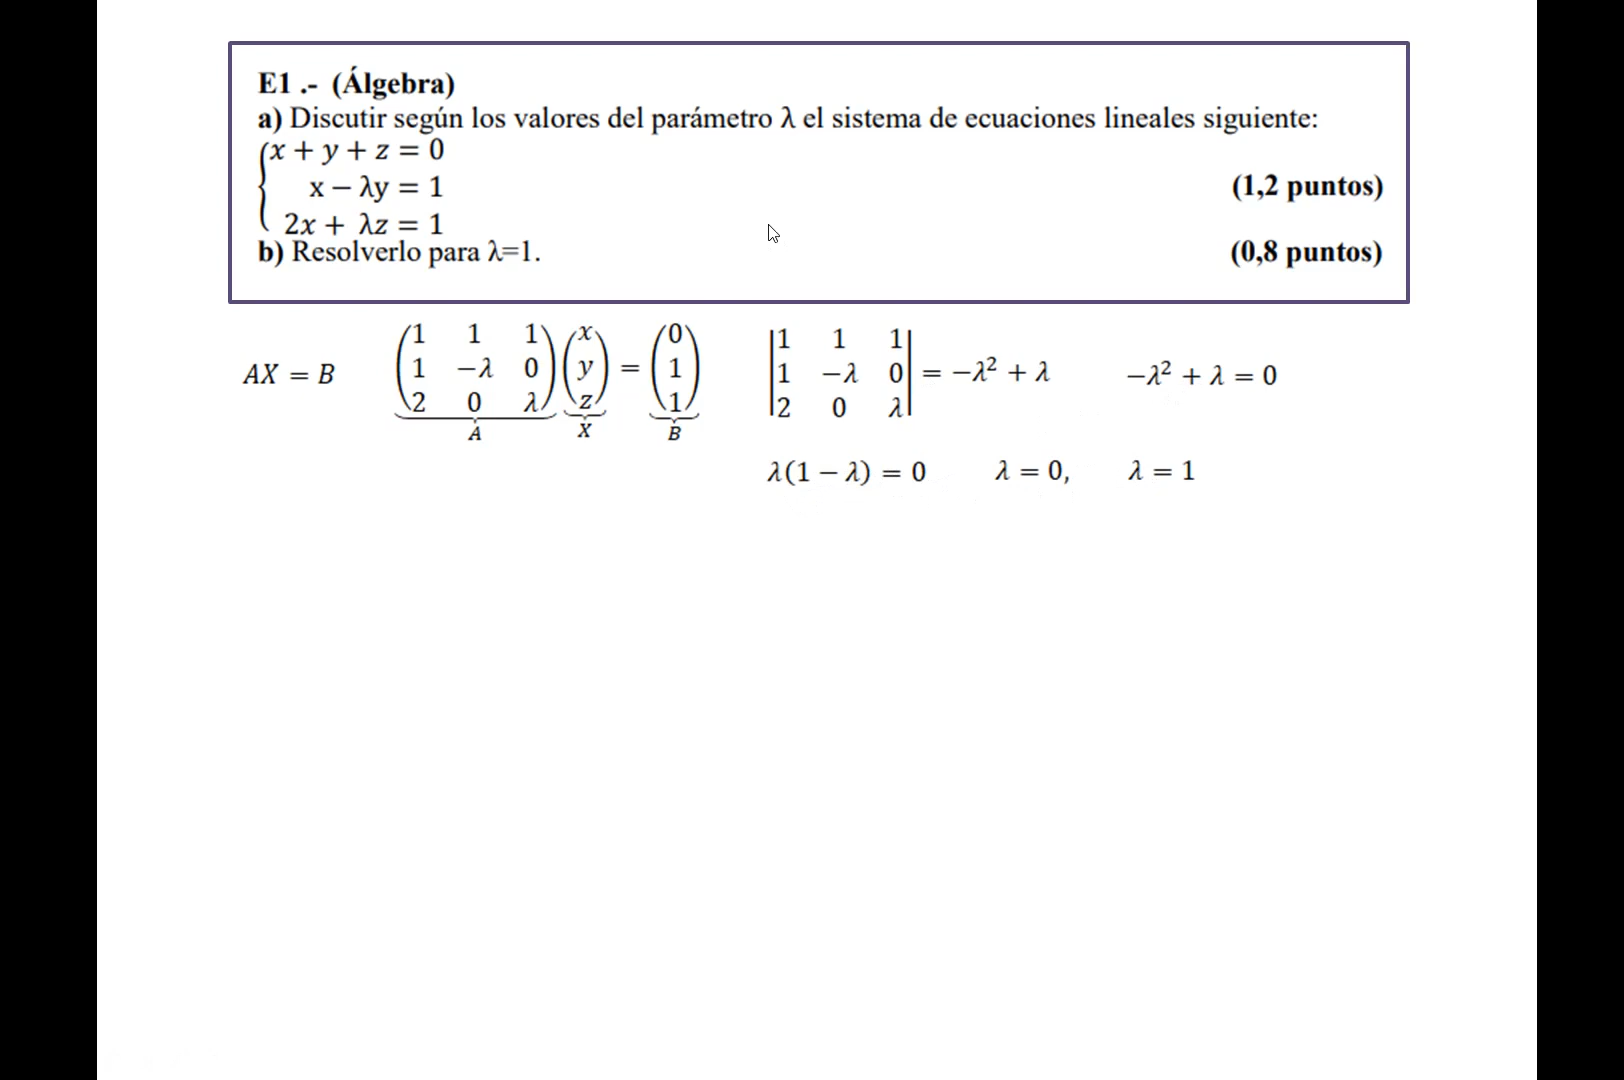 E1 .- (Álgebra)
a) Discutir según los valores del parámetro λ el sistema de ecuaciones lineales siguiente:
x + y + z = 0
x − λy = 1 (1,2 puntos)
2x + λz = 1
b) Resolverlo para λ=1. (0,8 puntos)
AX = B
1 1 1
1 −λ 0
2 0 λ
A
x
y
z
X
=
0
1
1
B
1 1 1
1 −λ 0
2 0 λ
= −λ² + λ
−λ² + λ = 0
λ(1 − λ) = 0 λ = 0, λ = 1